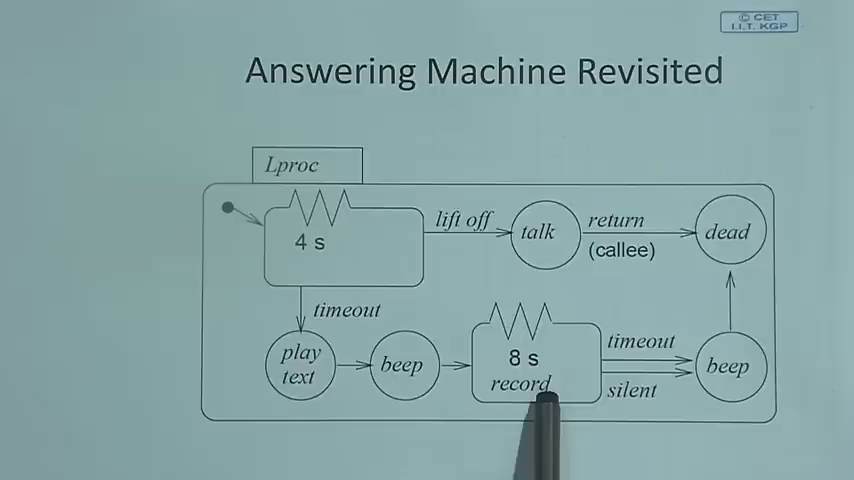 © CET
I.I.T. KGP
Answering Machine Revisited
Lproc
4 s
lift off
talk
return
(callee)
dead
timeout
play
text
beep
8 s
record
timeout
silent
beep